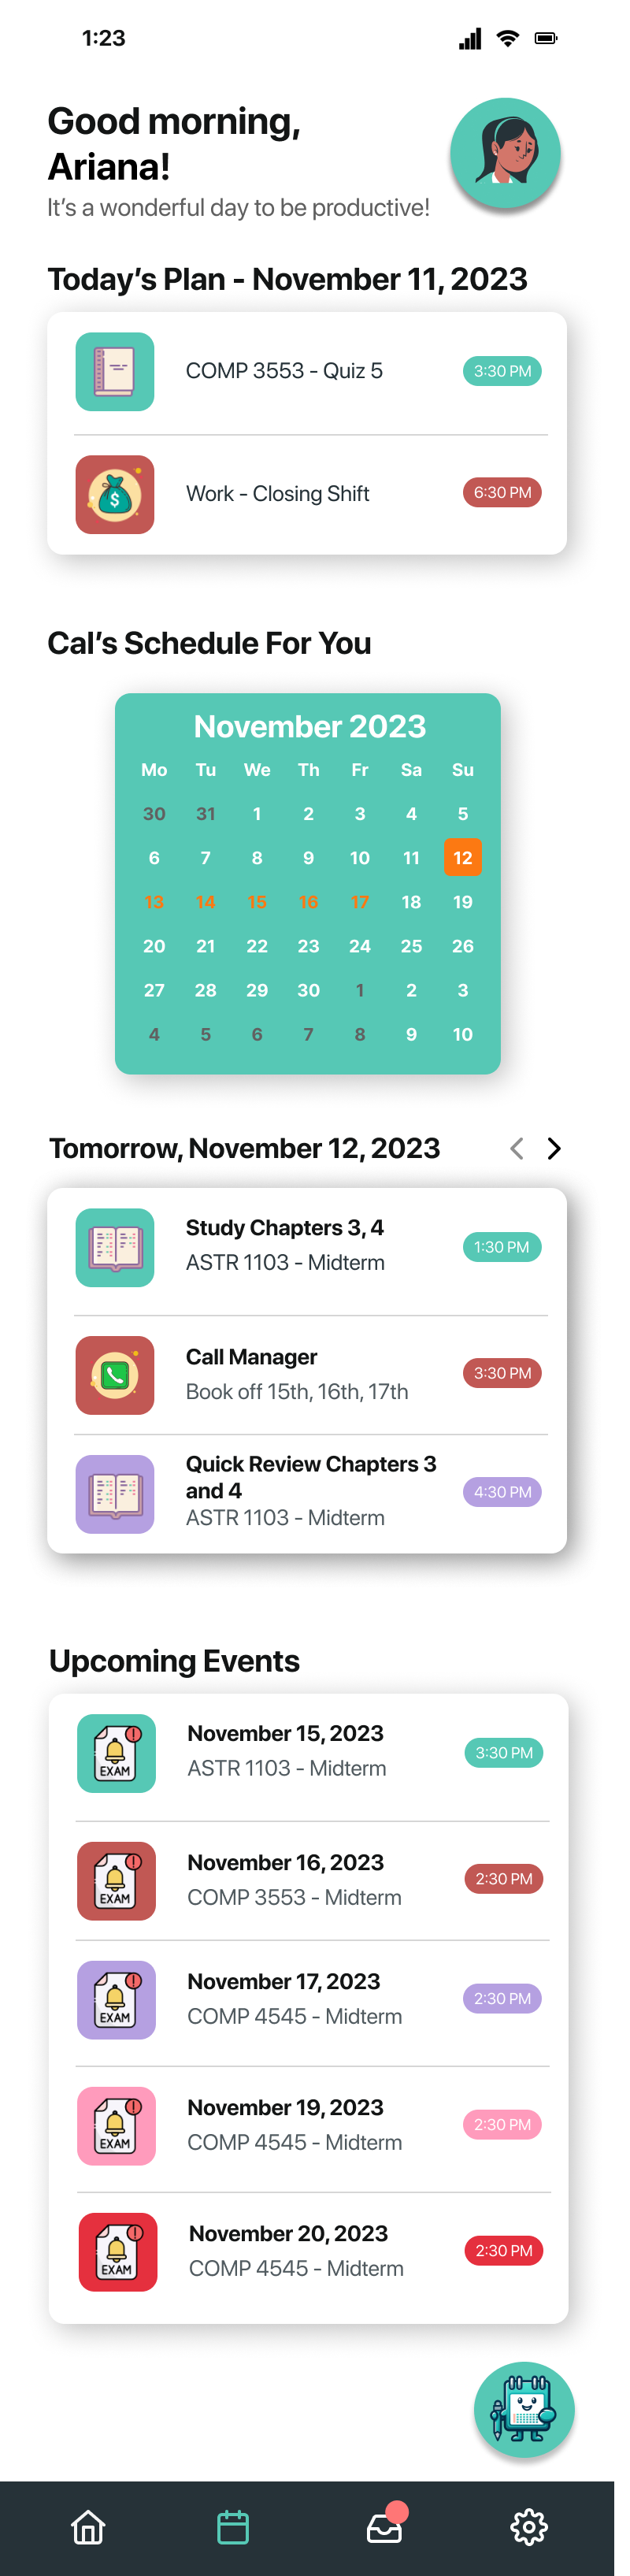 1:23
Good morning,
Ariana!
It's a wonderful day to be productive!
Today's Plan - November 11, 2023
COMP 3553 - Quiz 5
3:30 PM
$
Work - Closing Shift
6:30 PM
Cal's Schedule For You
November 2023
Mo Tu We Th Fr Sa Su
30 31 1 2 3 4 5
6 7 8 9 10 11 12
13 14 15 16 17 18 19
20 21 22 23 24 25 26
27 28 29 30 1 2 3
4 5 6 7 8 9 10
Tomorrow, November 12, 2023
Study Chapters 3, 4
ASTR 1103 - Midterm
1:30 PM
Call Manager
Book off 15th, 16th, 17th
3:30 PM
Quick Review Chapters 3
and 4
ASTR 1103 - Midterm
4:30 PM
Upcoming Events
EXAM
November 15, 2023
ASTR 1103 - Midterm
3:30 PM
EXAM
November 16, 2023
COMP 3553 - Midterm
2:30 PM
EXAM
November 17, 2023
COMP 4545 - Midterm
2:30 PM
EXAM
November 19, 2023
COMP 4545 - Midterm
2:30 PM
EXAM
November 20, 2023
COMP 4545 - Midterm
2:30 PM